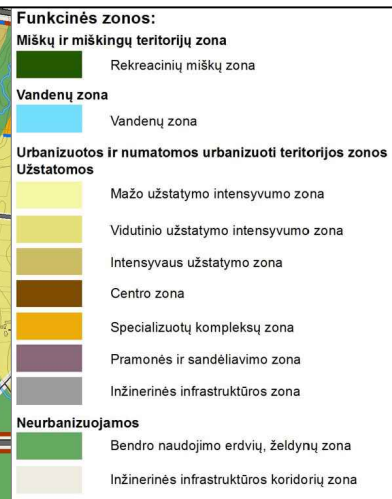 Funkcinės zonos:
Miškų ir miškingų teritorijų zona
Rekreacinių miškų zona
Vandenų zona
Vandenų zona
Urbanizuotos ir numatomos urbanizuoti teritorijos zonos
Užstatomos
Mažo užstatymo intensyvumo zona
Vidutinio užstatymo intensyvumo zona
Intensyvaus užstatymo zona
Centro zona
Specializuotų kompleksų zona
Pramonės ir sandėliavimo zona
Inžinerinės infrastruktūros zona
Neurbanizuojamos
Bendro naudojimo erdvių, želdynų zona
Inžinerinės infrastruktūros koridorių zona